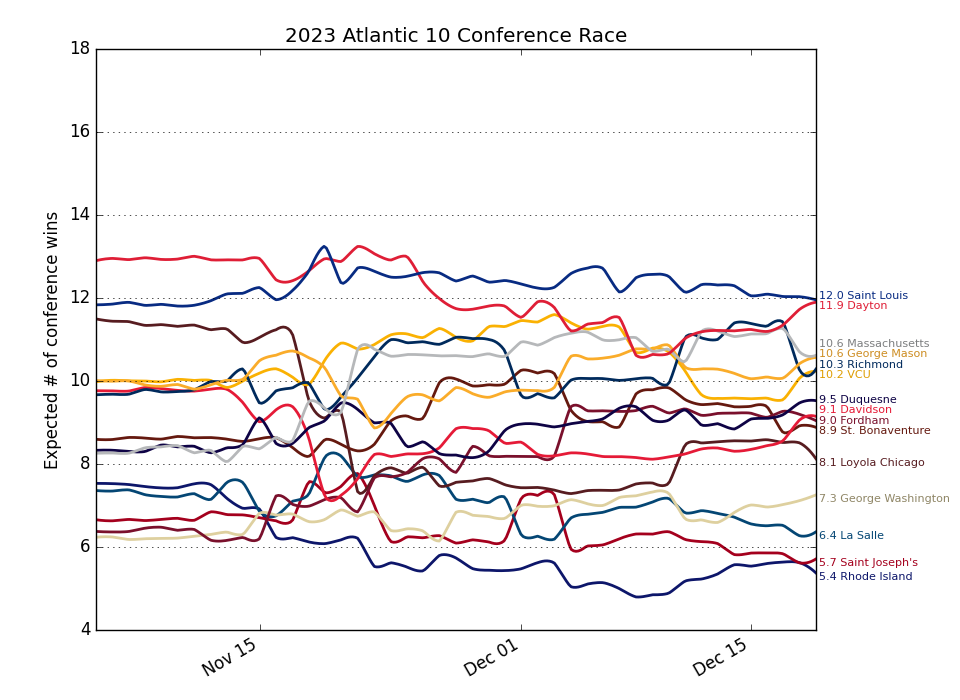 2023 Atlantic 10 Conference Race
Expected # of conference wins
18
16
14
12
10
8
6
4
Nov 15
Dec 01
Dec 15
12.0 Saint Louis
11.9 Dayton
10.6 Massachusetts
10.6 George Mason
10.3 Richmond
10.2 VCU
9.5 Duquesne
9.1 Davidson
9.0 Fordham
8.9 St. Bonaventure
8.1 Loyola Chicago
7.3 George Washington
6.4 La Salle
5.7 Saint Joseph's
5.4 Rhode Island